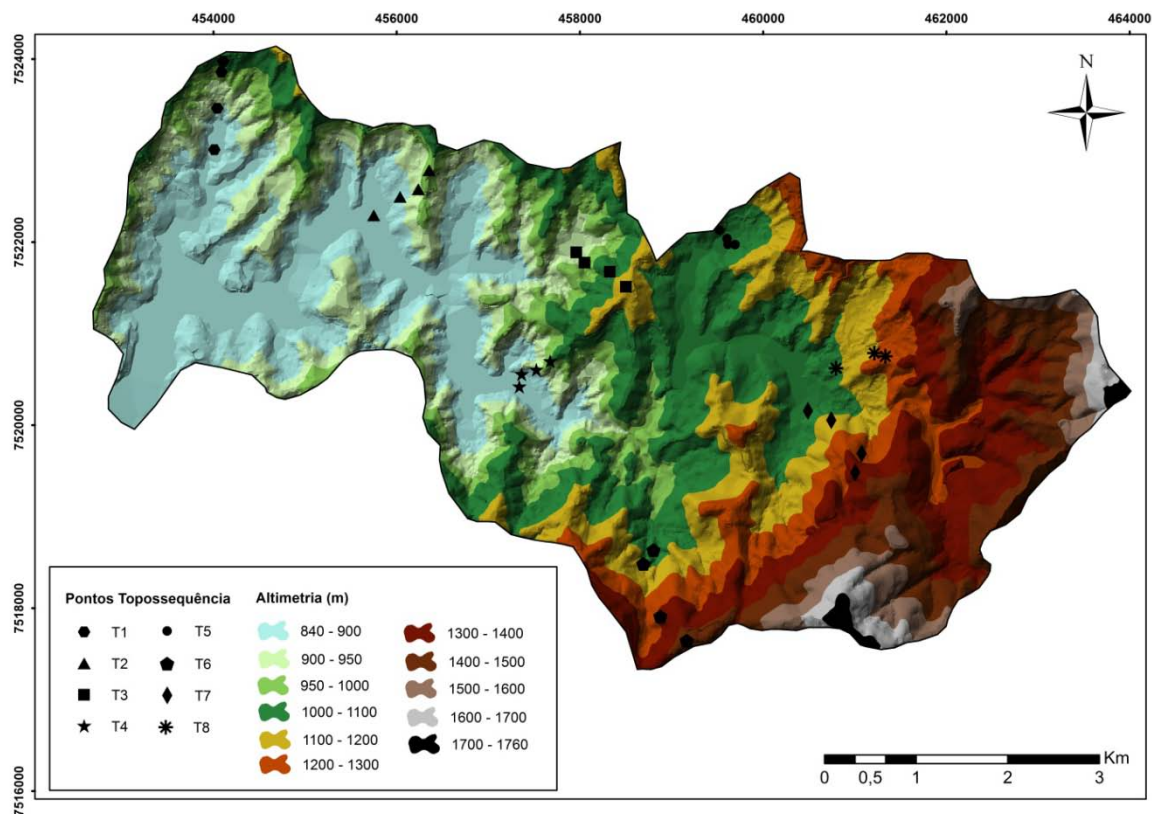 454000 456000 458000 460000 462000 464000
7524000
7522000
7520000
7518000
7516000
N
Pontos Topossequência
T1 T5
T2 T6
T3 T7
T4 T8
Altimetria (m)
840 - 900
900 - 950
950 - 1000
1000 - 1100
1100 - 1200
1200 - 1300
1300 - 1400
1400 - 1500
1500 - 1600
1600 - 1700
1700 - 1760
Km
0 0,5 1 2 3